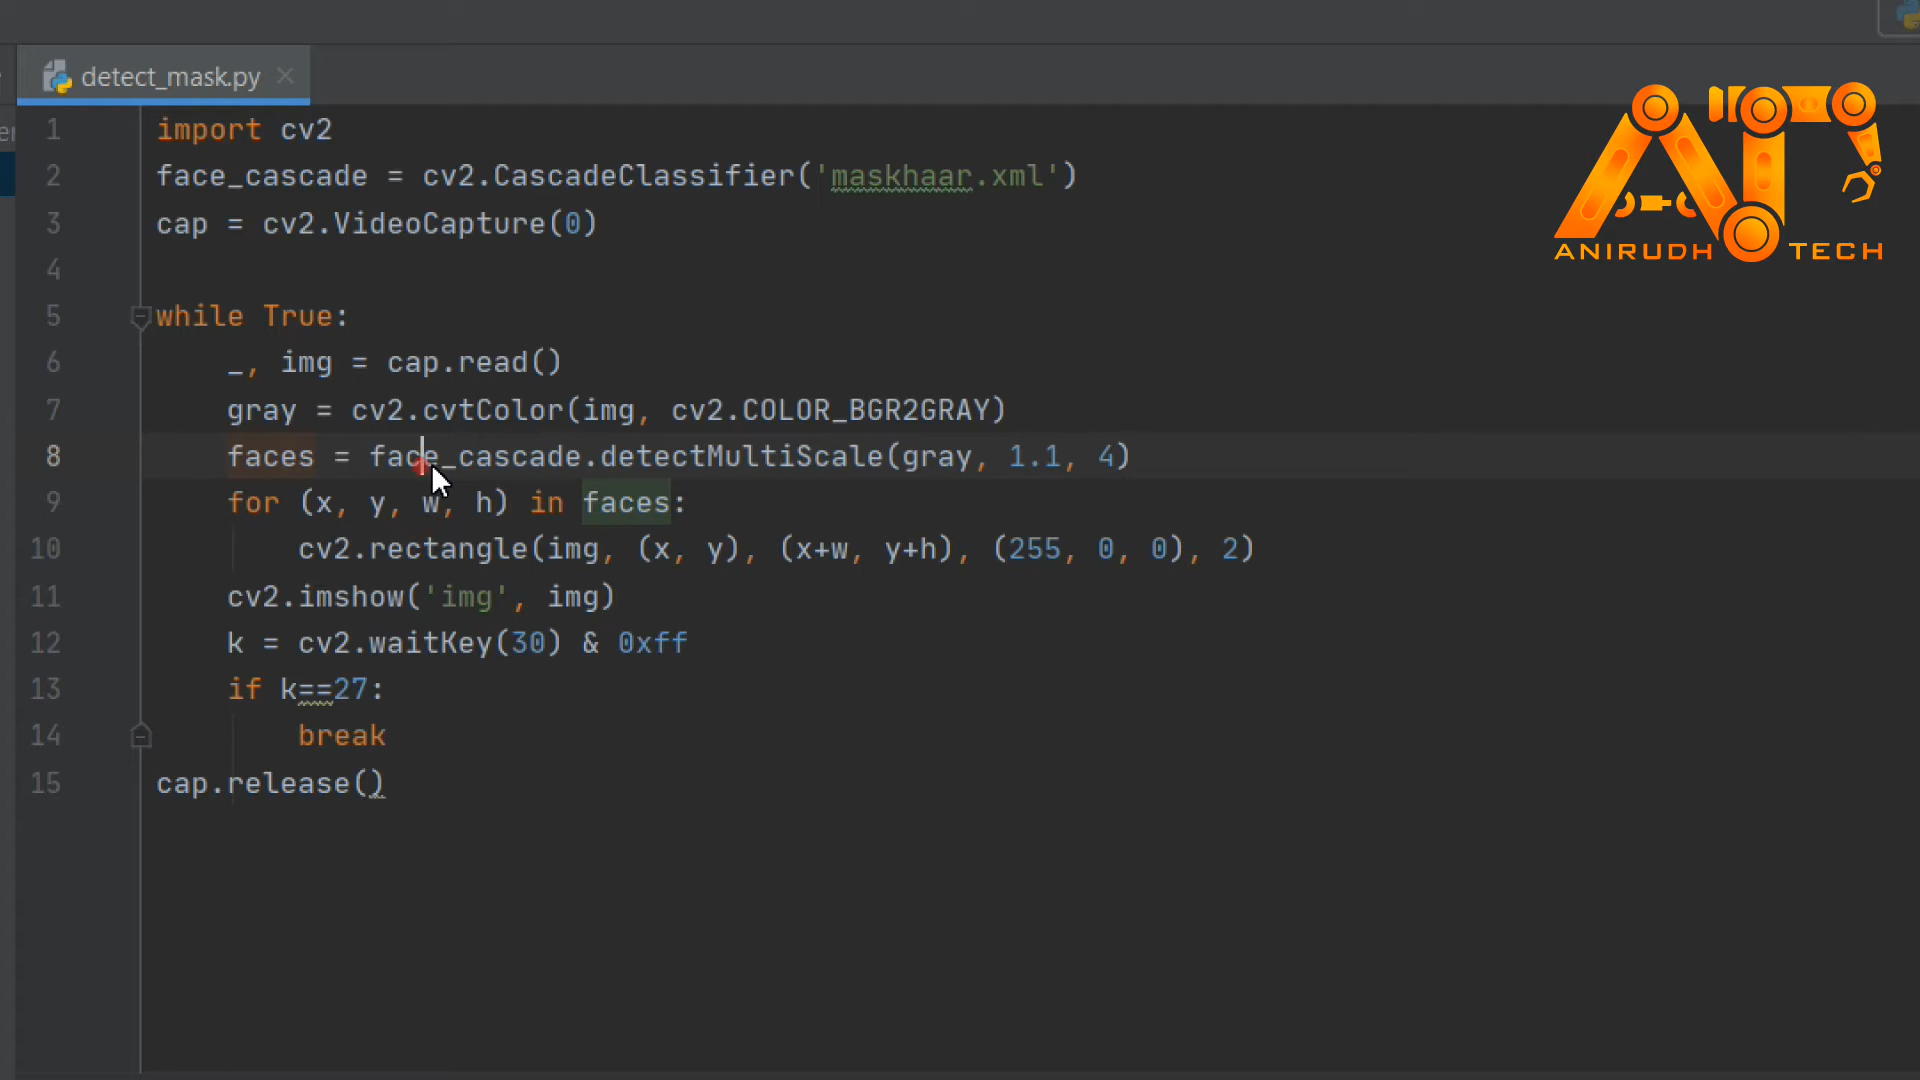 detect_mask.py
1 import cv2
2 face_cascade = cv2.CascadeClassifier('maskhaar.xml')
3 cap = cv2.VideoCapture(0)
4
5 while True:
6 _, img = cap.read()
7 gray = cv2.cvtColor(img, cv2.COLOR_BGR2GRAY)
8 faces = face_cascade.detectMultiScale(gray, 1.1, 4)
9 for (x, y, w, h) in faces:
10 cv2.rectangle(img, (x, y), (x+w, y+h), (255, 0, 0), 2)
11 cv2.imshow('img', img)
12 k = cv2.waitKey(30) & 0xff
13 if k==27:
14 break
15 cap.release()
ANIRUDH TECH